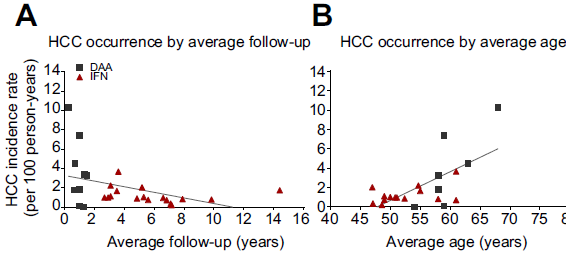 A
HCC occurrence by average follow-up
HCC incidence rate
(per 100 person-years)
14
12
10
8
6
4
2
0
DAA
IFN
0 2 4 6 8 10 12 14 16
Average follow-up (years)
B
HCC occurrence by average age
14
12
10
8
6
4
2
0
40 45 50 55 60 65 70 75 80
Average age (years)